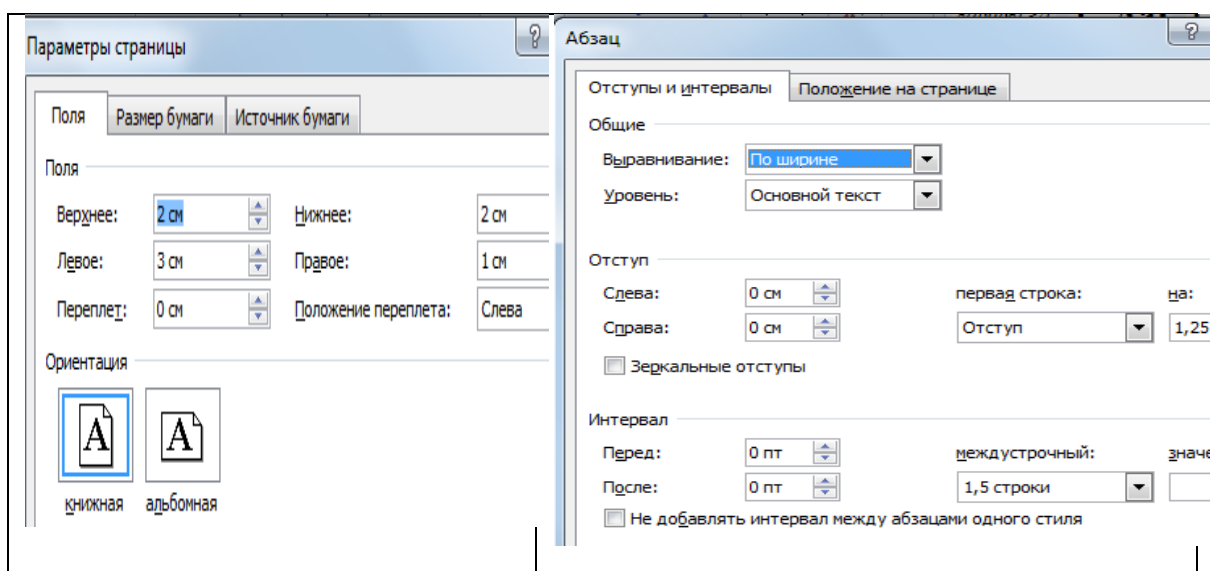 Параметры страницы
?
Поля Размер бумаги Источник бумаги
Поля
Верхнее: 2 см Нижнее: 2 см
Левое: 3 см Правое: 1 см
Переплет: 0 см Положение переплета: Слева
Ориентация
A A
книжная альбомная
Абзац
?
Отступы и интервалы Положение на странице
Общие
Выравнивание: По ширине
Уровень: Основной текст
Отступ
Слева: 0 см первая строка: на:
Справа: 0 см Отступ 1,25
Зеркальные отступы
Интервал
Перед: 0 пт междустрочный: значе
После: 0 пт 1,5 строки
Не добавлять интервал между абзацами одного стиля